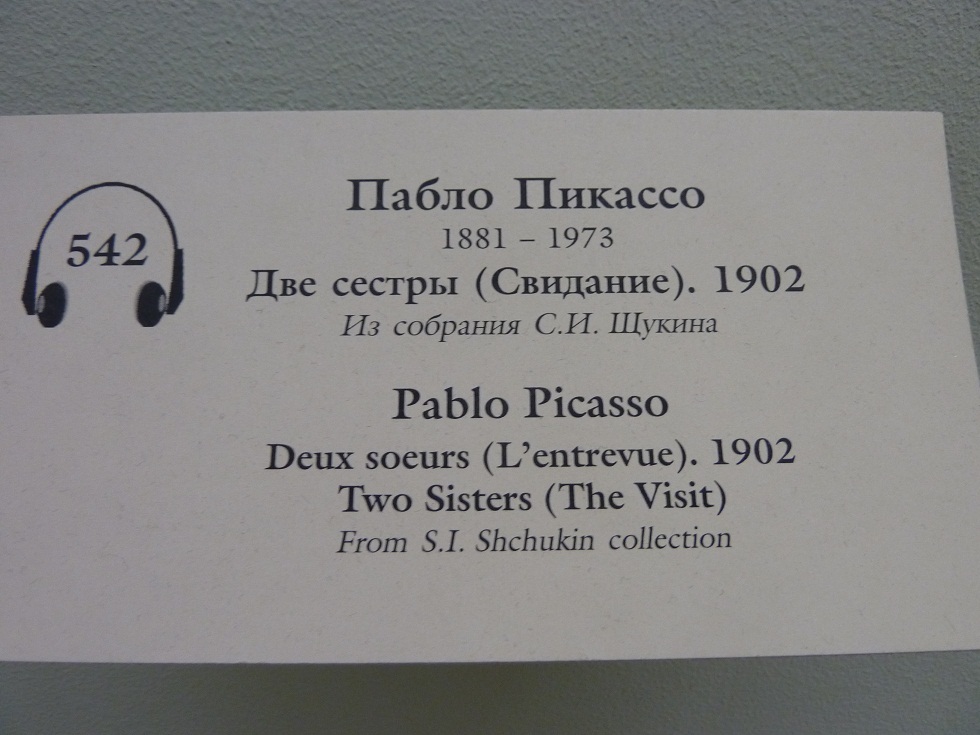 542
Пабло Пикассо
1881 – 1973
Две сестры (Свидание). 1902
Из собрания С.И. Щукина
Pablo Picasso
Deux soeurs (L’entrevue). 1902
Two Sisters (The Visit)
From S.I. Shchukin collection